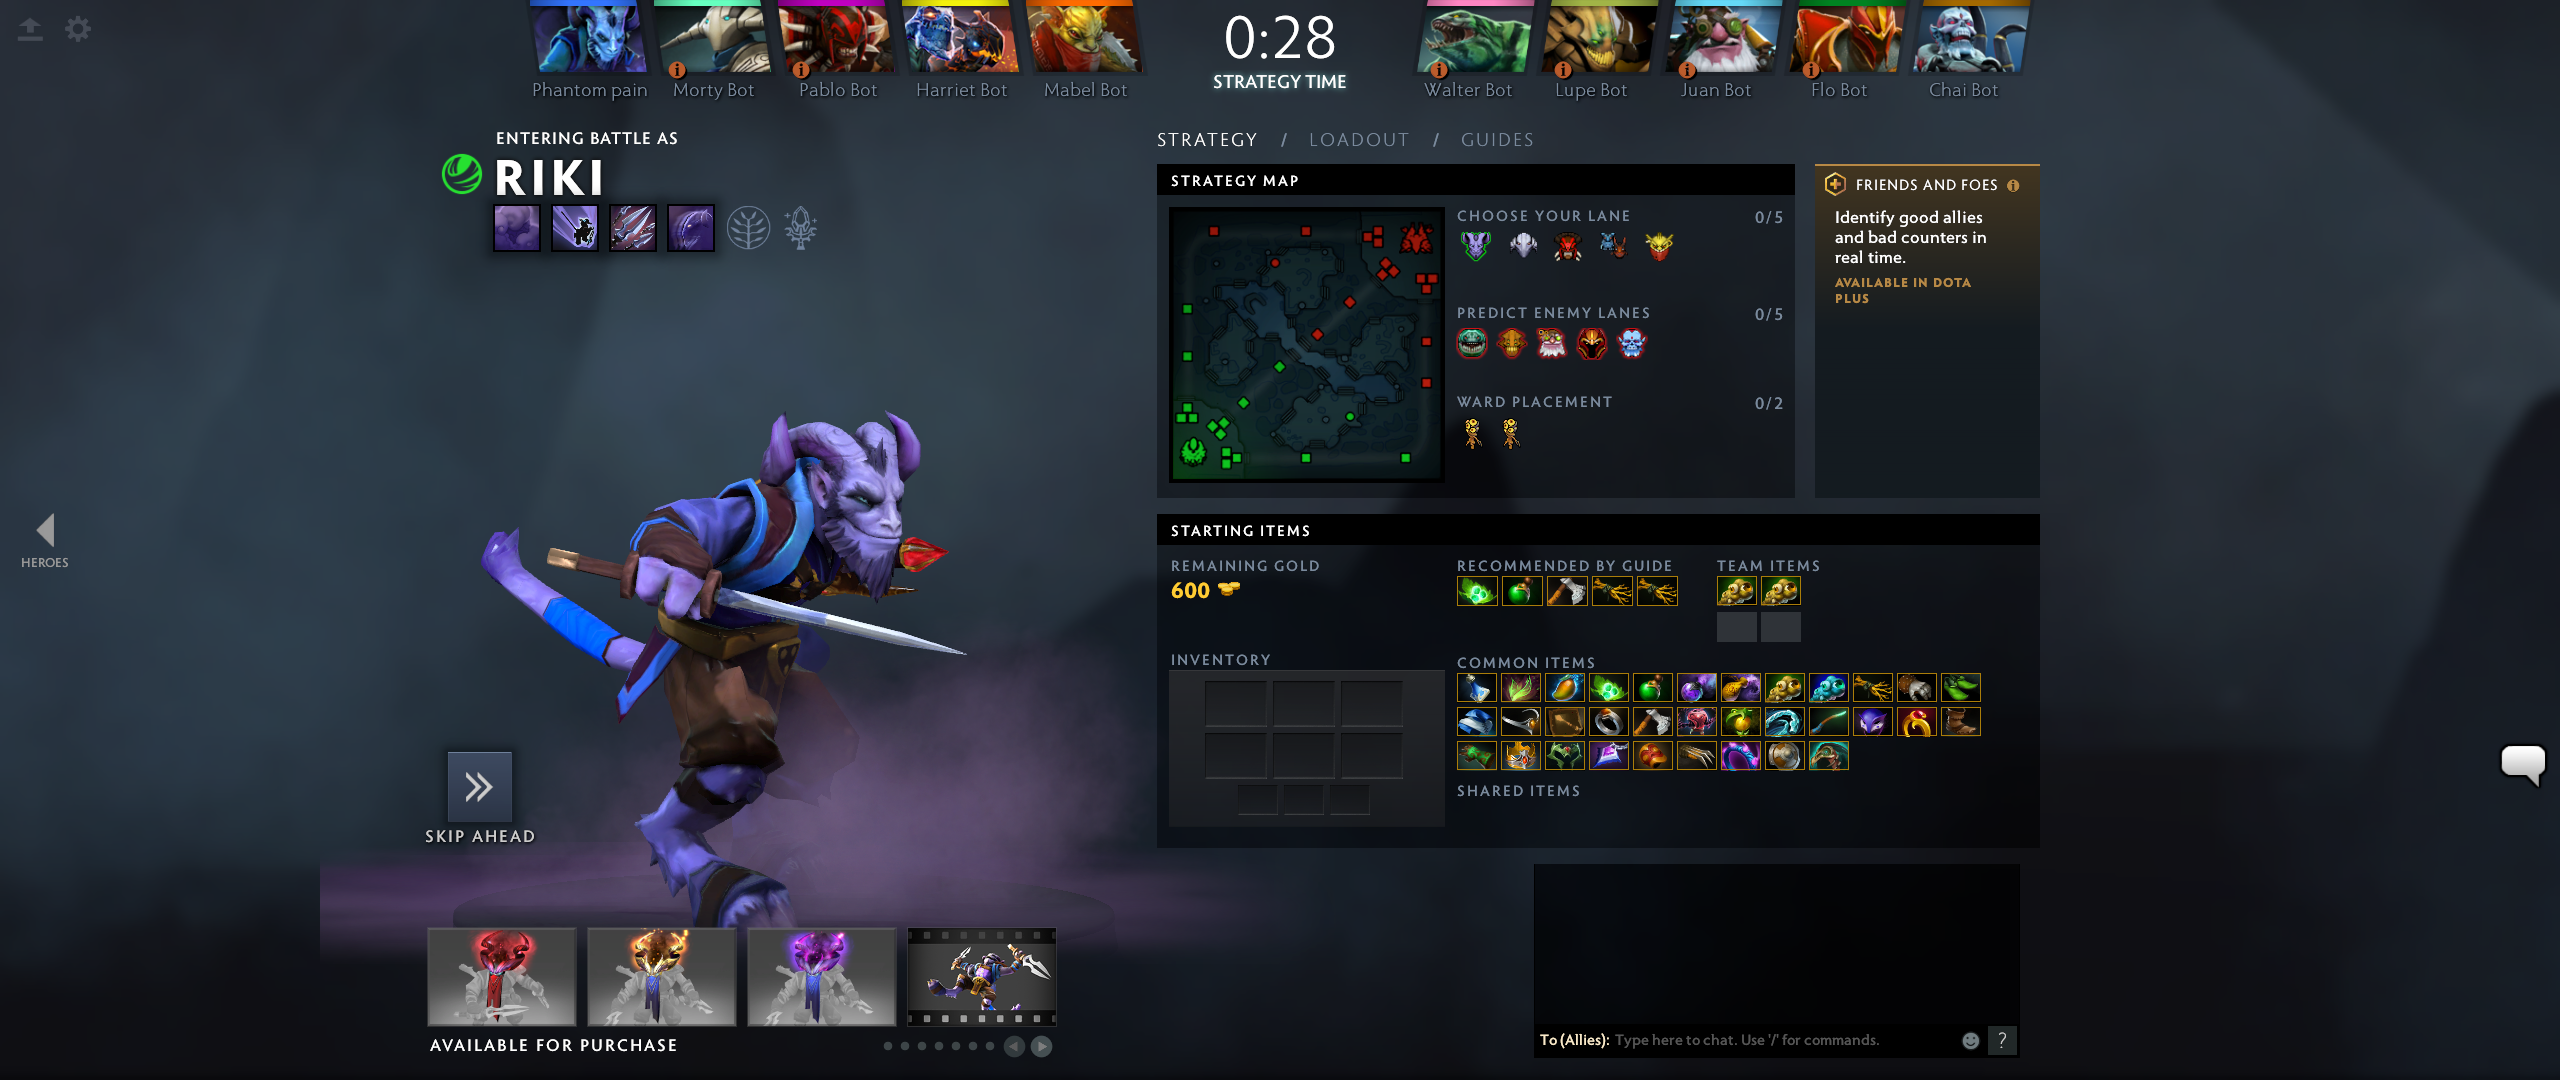 0:28
STRATEGY TIME
Phantom pain
Morty Bot
Pablo Bot
Harriet Bot
Mabel Bot
Walter Bot
Lupe Bot
Juan Bot
Flo Bot
Chai Bot
ENTERING BATTLE AS
RIKI
STRATEGY / LOADOUT / GUIDES
STRATEGY MAP
CHOOSE YOUR LANE 0/5
PREDICT ENEMY LANES 0/5
WARD PLACEMENT 0/2
FRIENDS AND FOES
Identify good allies
and bad counters in
real time.
AVAILABLE IN DOTA
PLUS
HEROES
STARTING ITEMS
REMAINING GOLD
600
RECOMMENDED BY GUIDE
TEAM ITEMS
INVENTORY
COMMON ITEMS
SHARED ITEMS
SKIP AHEAD
AVAILABLE FOR PURCHASE
To (Allies): Type here to chat. Use '/' for commands.
?